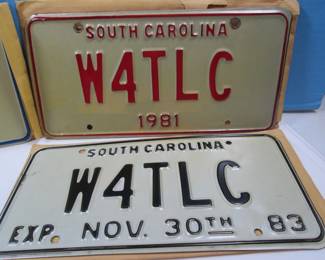 SOUTH CAROLINA
W4TLC
1981
SOUTH CAROLINA
W4TLC
EXP NOV. 30TH 83